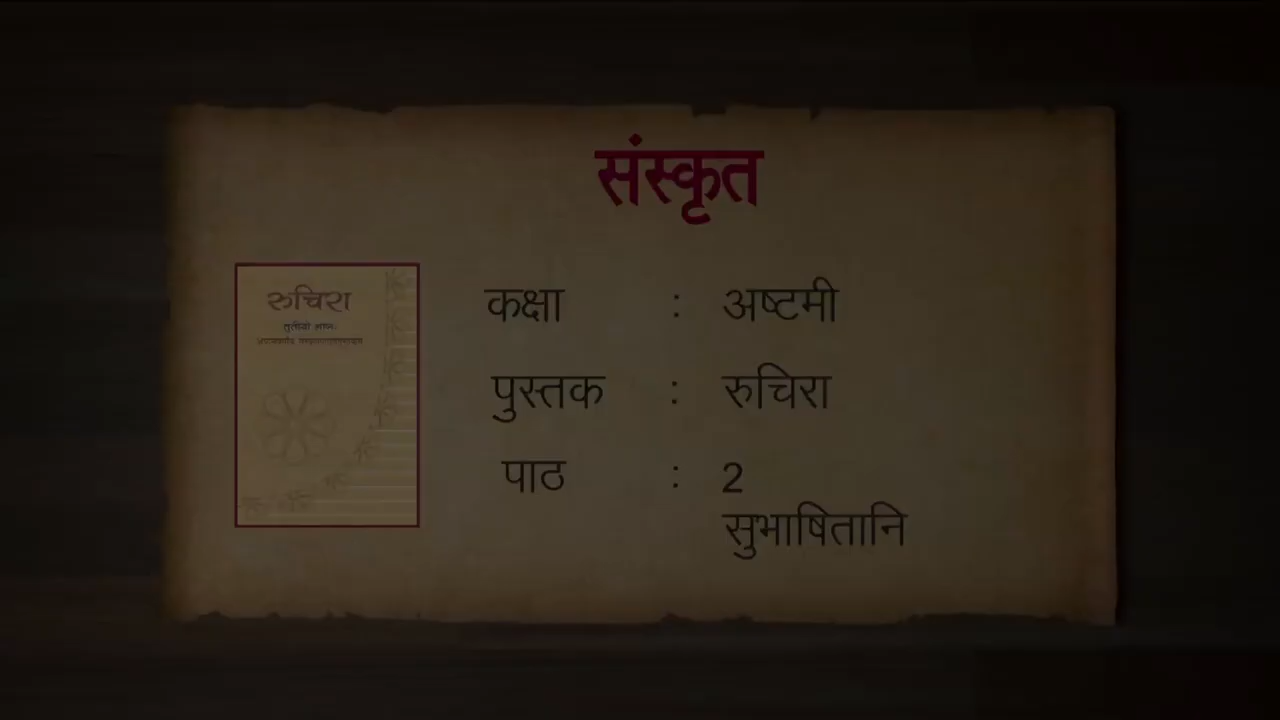 संस्कृत
रुचिरा
तृतीयो भागः
कक्षा : अष्टमी
पुस्तक : रुचिरा
पाठ : 2
सुभाषितानि